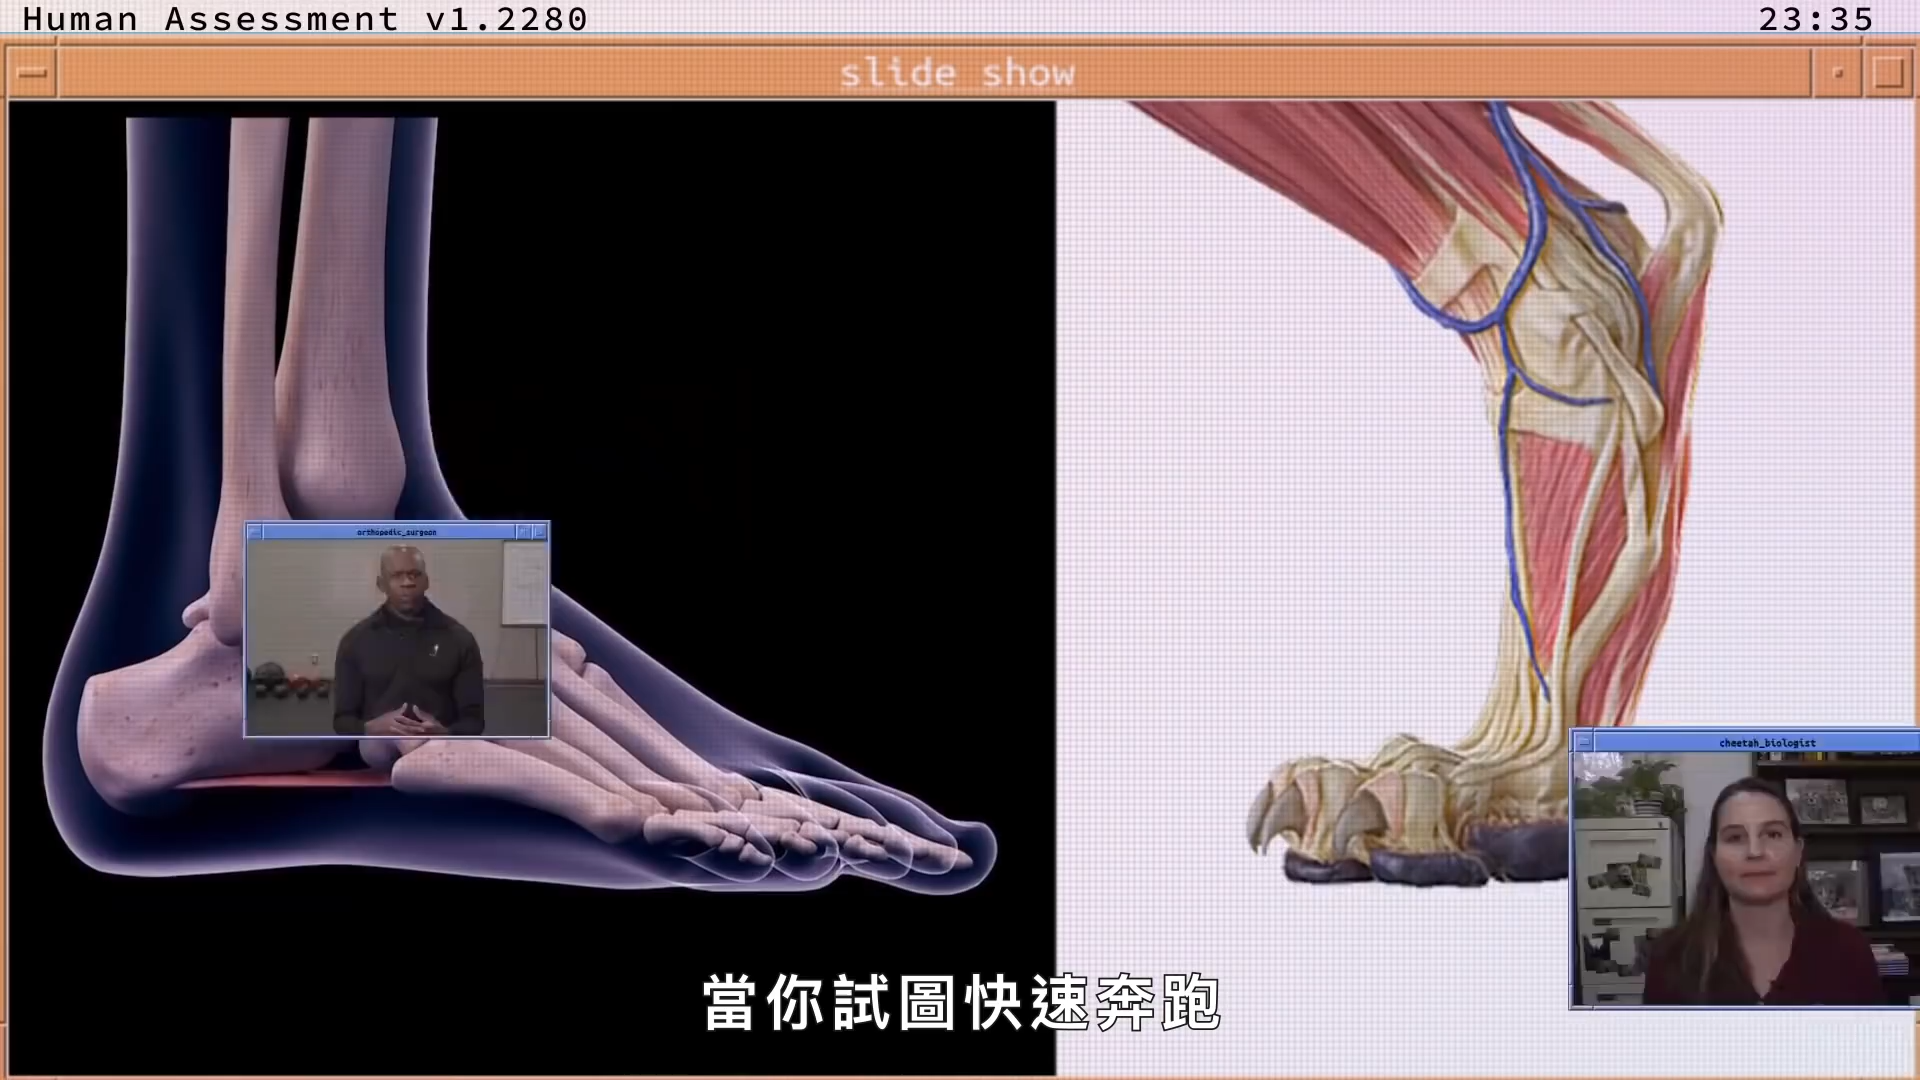 Human Assessment v1.2280
23:35
slide show
orthopedic_surgeon
cheetah_biologist
當你試圖快速奔跑